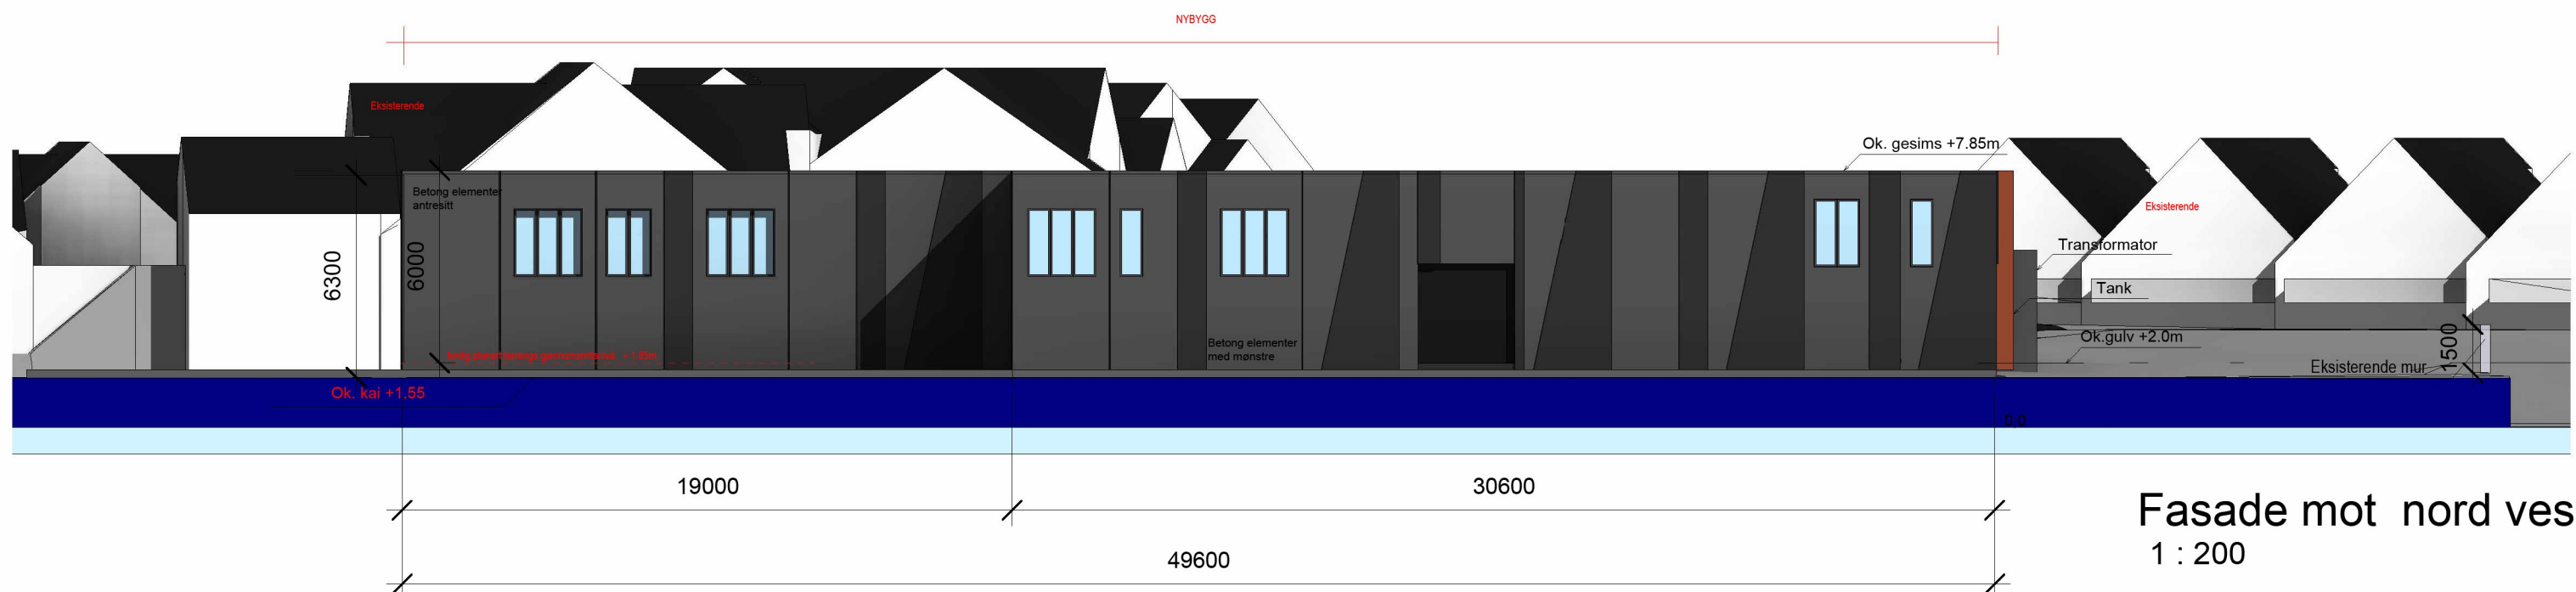 NYBYGG
Eksisterende
Ok. gesims +7.85m
Betong elementer
antresitt
Eksisterende
6300
6000
Transformator
Tank
Betong elementer
med mønstre
Ok.gulv +2.0m
1500
Eksisterende mur
Ok. kai +1.55
0.0
19000
30600
Fasade mot nord ves
1 : 200
49600